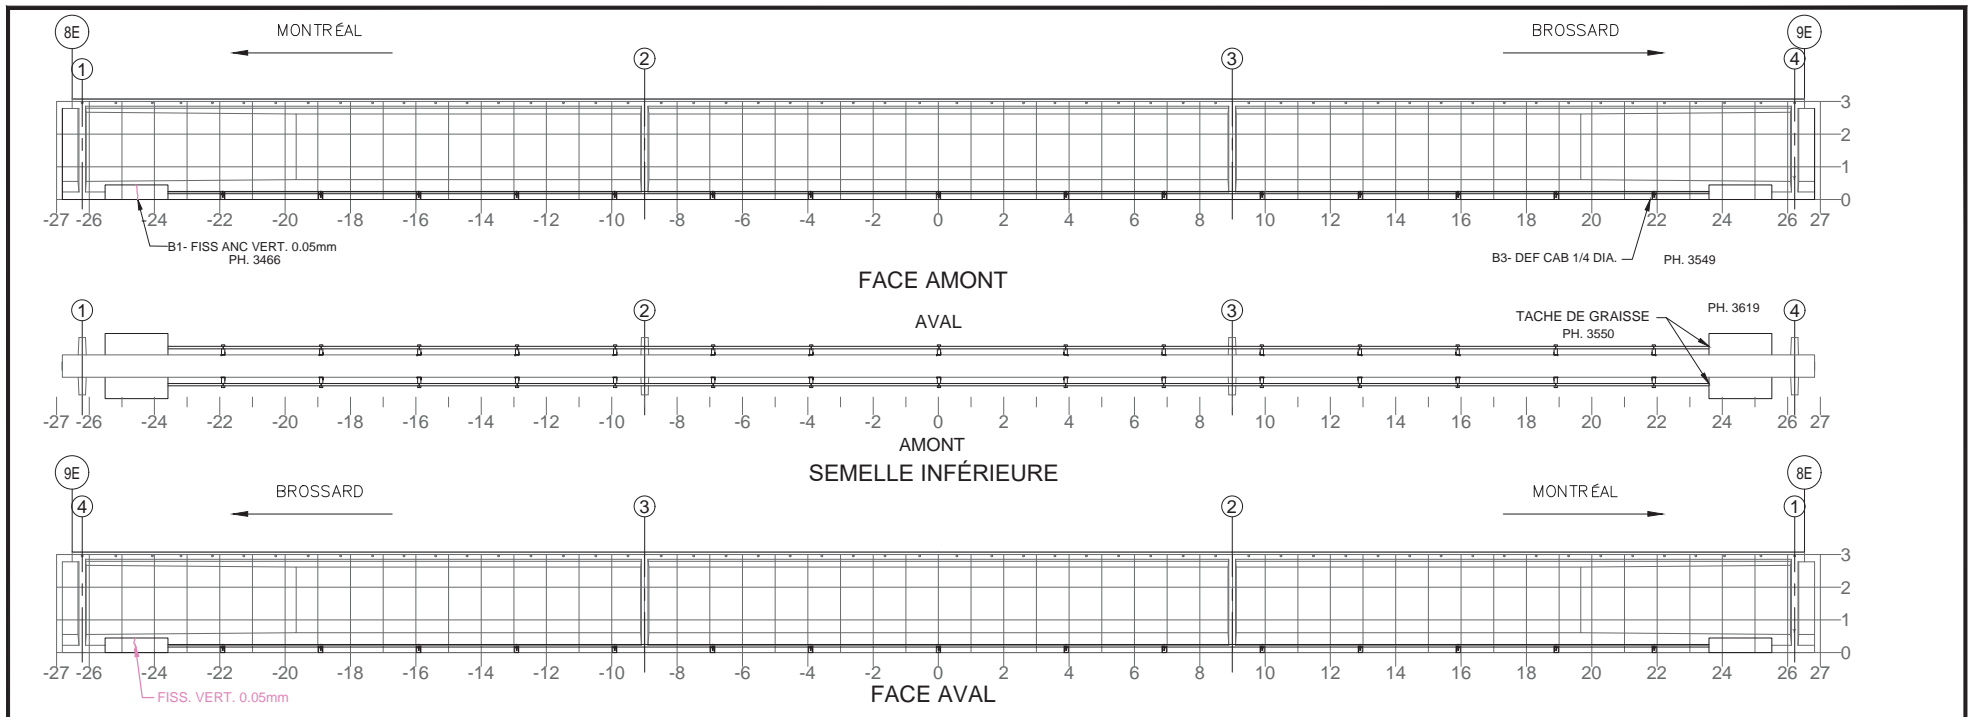 8E MONTRÉAL BROSSARD 9E
1 2 3 4
3
2
1
0
-27 -26 -24 -22 -20 -18 -16 -14 -12 -10 -8 -6 -4 -2 0 2 4 6 8 10 12 14 16 18 20 22 24 26 27
B1- FISS ANC VERT. 0.05mm
PH. 3466
B3- DEF CAB 1/4 DIA. PH. 3549
FACE AMONT
1 2 3 4
AVAL
PH. 3619
TACHE DE GRAISSE
PH. 3550
-27 -26 -24 -22 -20 -18 -16 -14 -12 -10 -8 -6 -4 -2 0 2 4 6 8 10 12 14 16 18 20 22 24 26 27
AMONT
SEMELLE INFÉRIEURE
9E BROSSARD MONTRÉAL 8E
4 3 2 1
3
2
1
0
-27 -26 -24 -22 -20 -18 -16 -14 -12 -10 -8 -6 -4 -2 0 2 4 6 8 10 12 14 16 18 20 22 24 26 27
FISS. VERT. 0.05mm
FACE AVAL